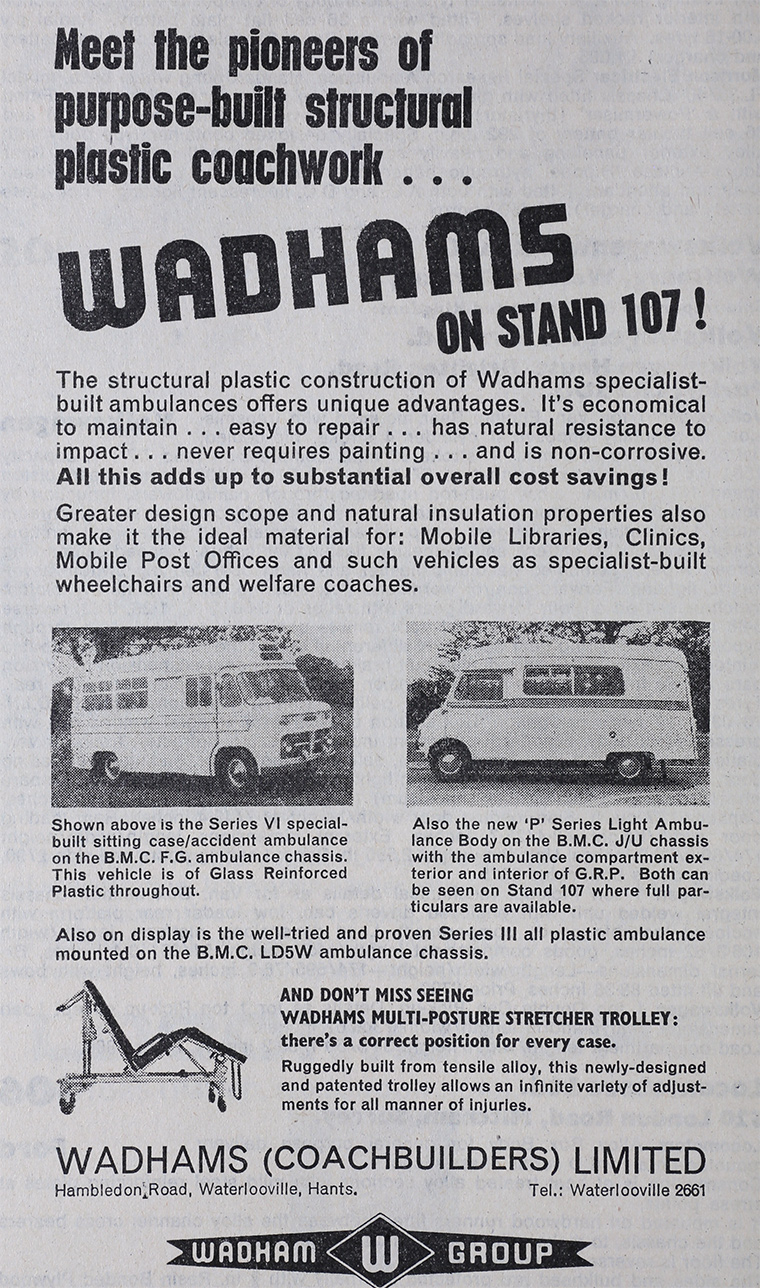 Meet the pioneers of
purpose-built structural
plastic coachwork . . .
WADHAMS
ON STAND 107 !
The structural plastic construction of Wadhams specialist-
built ambulances offers unique advantages. It's economical
to maintain . . . easy to repair . . . has natural resistance to
impact . . . never requires painting . . . and is non-corrosive.
All this adds up to substantial overall cost savings!
Greater design scope and natural insulation properties also
make it the ideal material for: Mobile Libraries, Clinics,
Mobile Post Offices and such vehicles as specialist-built
wheelchairs and welfare coaches.
Shown above is the Series VI special-
built sitting case/accident ambulance
on the B.M.C. F.G. ambulance chassis.
This vehicle is of Glass Reinforced
Plastic throughout.
Also the new 'P' Series Light Ambu-
lance Body on the B.M.C. J/U chassis
with the ambulance compartment ex-
terior and interior of G.R.P. Both can
be seen on Stand 107 where full par-
ticulars are available.
Also on display is the well-tried and proven Series III all plastic ambulance
mounted on the B.M.C. LD5W ambulance chassis.
AND DON'T MISS SEEING
WADHAMS MULTI-POSTURE STRETCHER TROLLEY:
there's a correct position for every case.
Ruggedly built from tensile alloy, this newly-designed
and patented trolley allows an infinite variety of adjust-
ments for all manner of injuries.
WADHAMS (COACHBUILDERS) LIMITED
Hambledon Road, Waterlooville, Hants. Tel.: Waterlooville 2661
WADHAM W GROUP